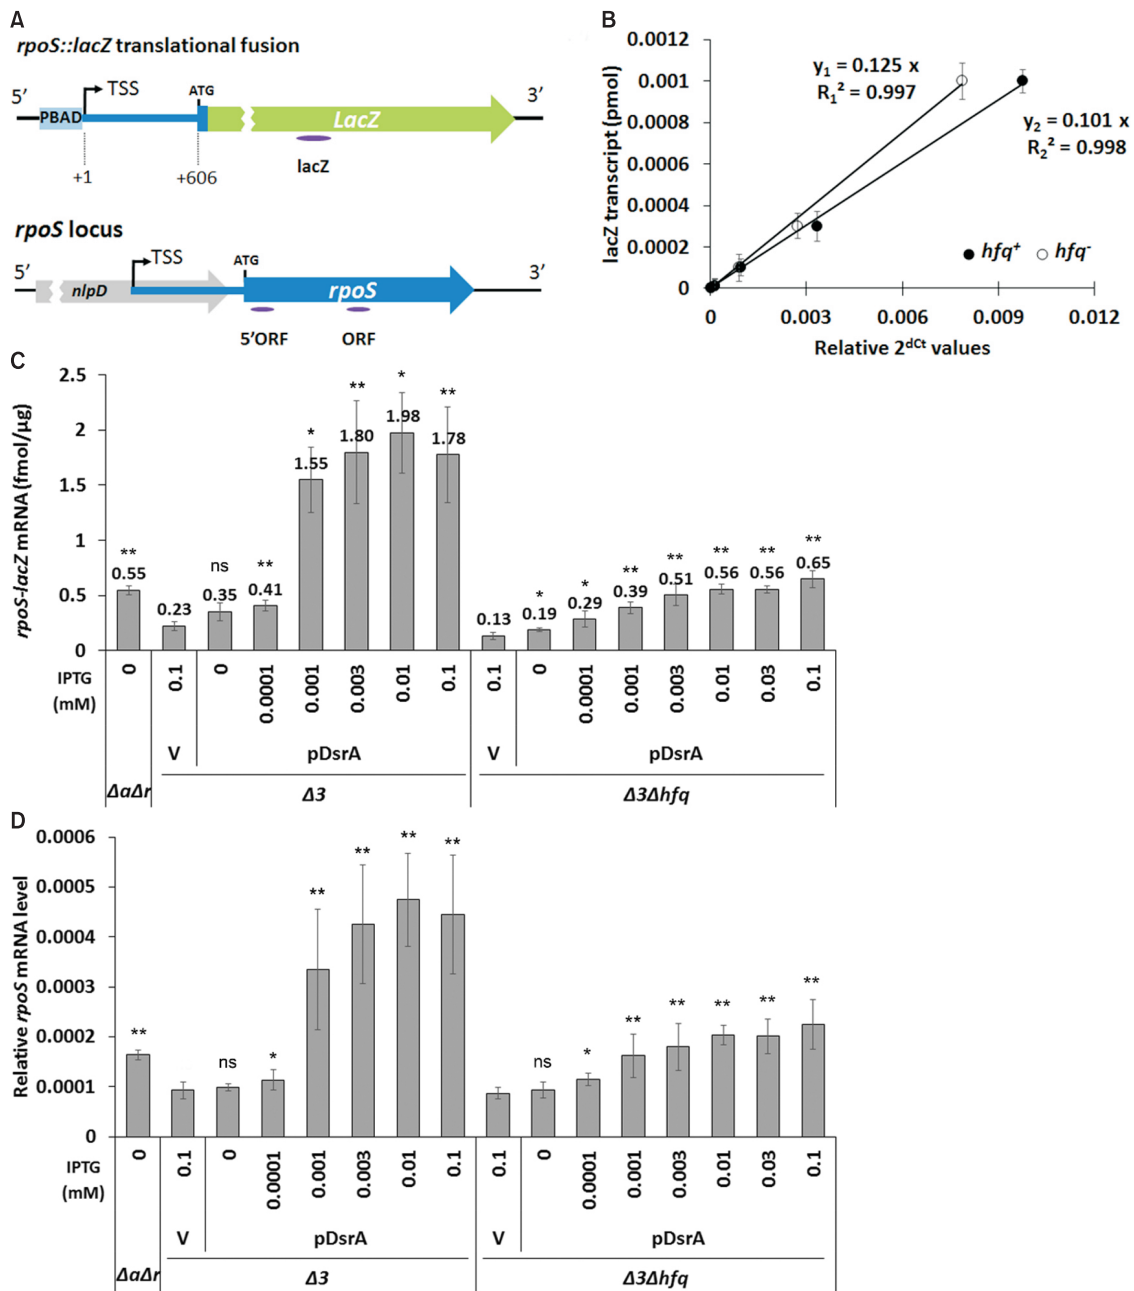 A
rpoS::lacZ translational fusion
5′ PBAD TSS ATG LacZ 3′
lacZ
+1 +606
rpoS locus
5′ nlpD TSS ATG rpoS 3′
5′ORF ORF
B
lacZ transcript (pmol)
0.0012
0.001
0.0008
0.0006
0.0004
0.0002
0
y1 = 0.125 x
R1² = 0.997
y2 = 0.101 x
R2² = 0.998
hfq+ hfq-
0 0.003 0.006 0.009 0.012
Relative 2^dCt values
C
rpoS-lacZ mRNA (fmol/µg)
2.5
2
1.5
1
0.5
0
** ns ** * ** * ** * * ** ** ** ** **
0.55 0.23 0.35 0.41 1.55 1.80 1.98 1.78 0.13 0.19 0.29 0.39 0.51 0.56 0.56 0.65
IPTG (mM)
0 0.1 0 0.0001 0.001 0.003 0.01 0.1 0.1 0 0.0001 0.001 0.003 0.01 0.03 0.1
V pDsrA V pDsrA
ΔaΔr Δ3 Δ3Δhfq
D
Relative rpoS mRNA level
0.0006
0.0005
0.0004
0.0003
0.0002
0.0001
0
** ns * ** ** ** ** ns * ** ** ** ** **
IPTG (mM)
0 0.1 0 0.0001 0.001 0.003 0.01 0.1 0.1 0 0.0001 0.001 0.003 0.01 0.03 0.1
V pDsrA V pDsrA
ΔaΔr Δ3 Δ3Δhfq